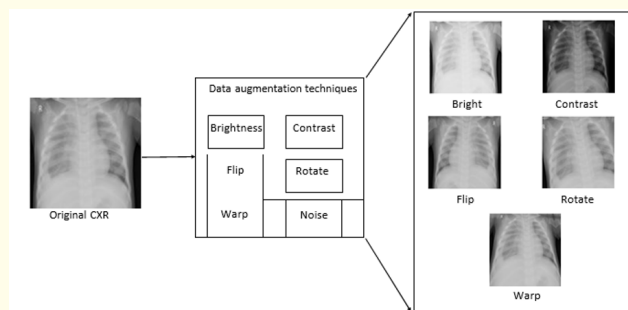 Original CXR
Data augmentation techniques
Brightness
Contrast
Flip
Rotate
Warp
Noise
Bright
Contrast
Flip
Rotate
Warp